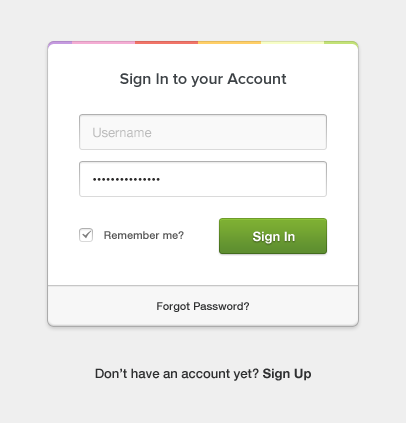 Sign In to your Account
Username
•••••••••••••••
Remember me?
Sign In
Forgot Password?
Don’t have an account yet? Sign Up